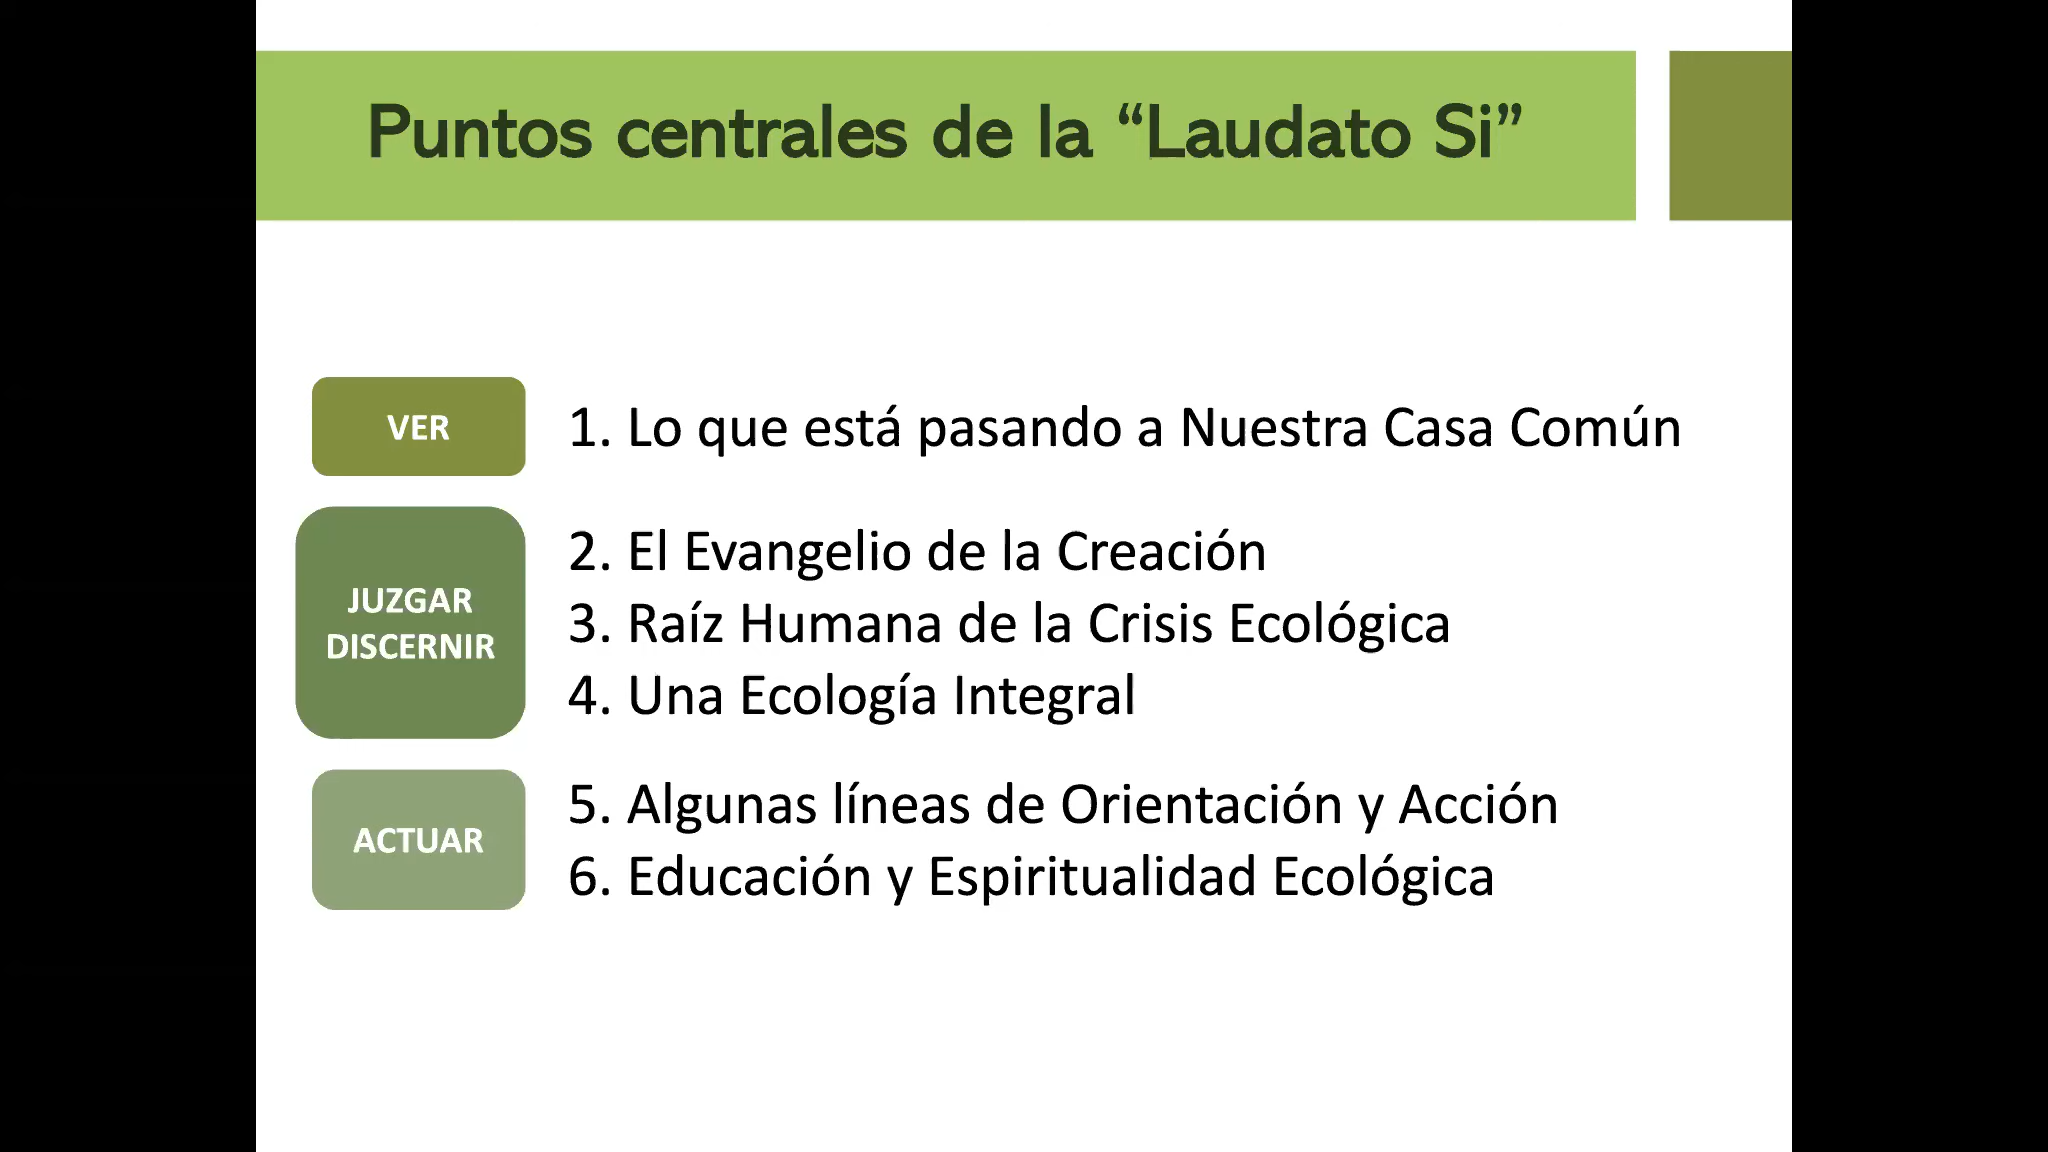 Puntos centrales de la “Laudato Si”
VER
1. Lo que está pasando a Nuestra Casa Común
JUZGAR
DISCERNIR
2. El Evangelio de la Creación
3. Raíz Humana de la Crisis Ecológica
4. Una Ecología Integral
ACTUAR
5. Algunas líneas de Orientación y Acción
6. Educación y Espiritualidad Ecológica